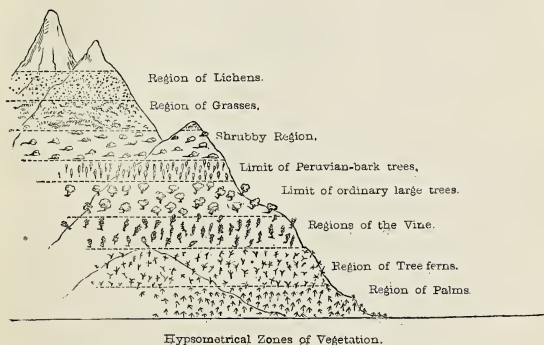 Region of Lichens.
Region of Grasses,
Shrubby Region,
Limit of Peruvian-bark trees,
Limit of ordinary large trees.
Regions of the Vine.
Region of Tree ferns.
Region of Palms.
Hypsometrical Zones of Vegetation.